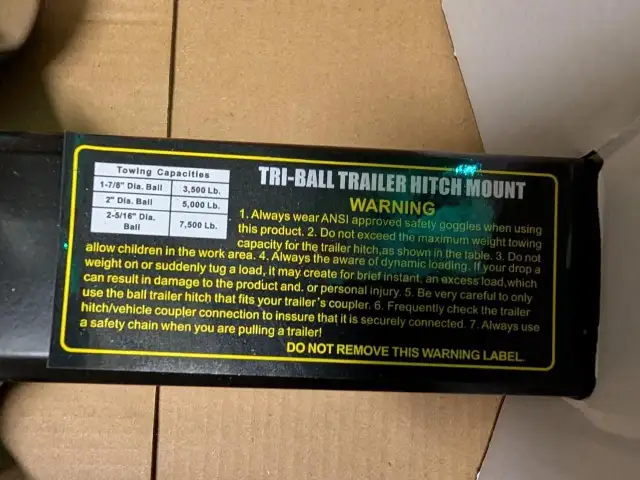 Towing Capacities
1-7/8" Dia. Ball 3,500 Lb.
2" Dia. Ball 5,000 Lb.
2-5/16" Dia. Ball 7,500 Lb.
TRI-BALL TRAILER HITCH MOUNT
WARNING
1. Always wear ANSI approved safety goggles when using
this product. 2. Do not exceed the maximum weight towing
capacity for the trailer hitch,as shown in the table. 3. Do not
allow children in the work area. 4. Always the aware of dynamic loading. If your drop a
weight on or suddenly tug a load, it may create for brief instant, an excess load,which
can result in damage to the product and. or personal injury. 5. Be very careful to only
use the ball trailer hitch that fits your trailer's coupler. 6. Frequently check the trailer
hitch/vehicle coupler connection to inssure that it is securely connected. 7. Always use
a safety chain when you are pulling a trailer!
DO NOT REMOVE THIS WARNING LABEL.